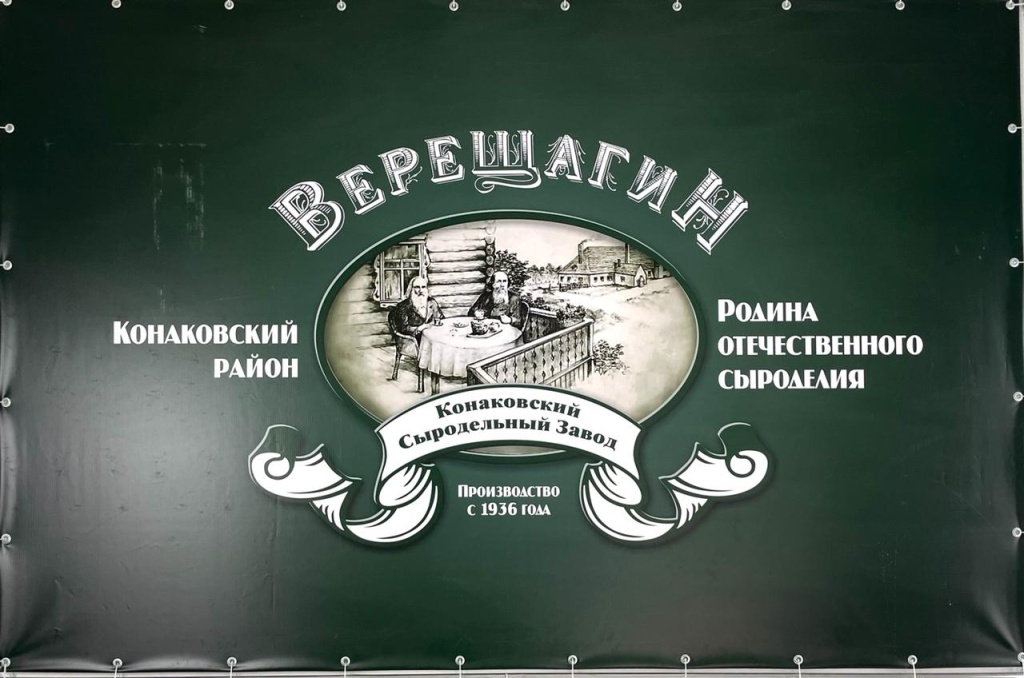 Верещагин
Конаковский
район
Родина
отечественного
сыроделия
Конаковский
Сыродельный Завод
Производство
с 1936 года